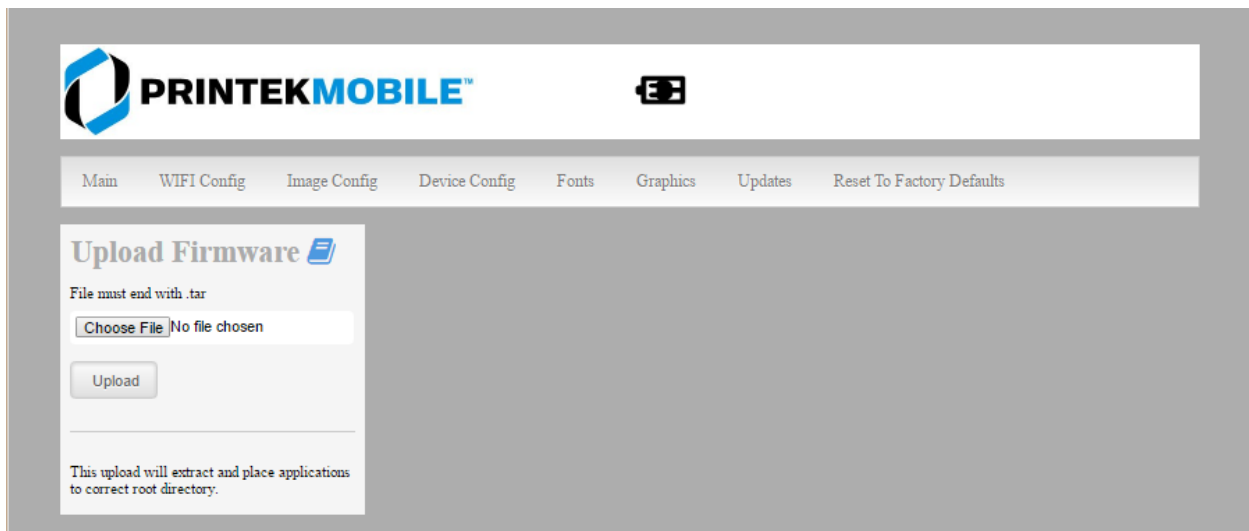 PRINTEKMOBILE™
Main WIFI Config Image Config Device Config Fonts Graphics Updates Reset To Factory Defaults
Upload Firmware
File must end with .tar
Choose File No file chosen
Upload
This upload will extract and place applications
to correct root directory.